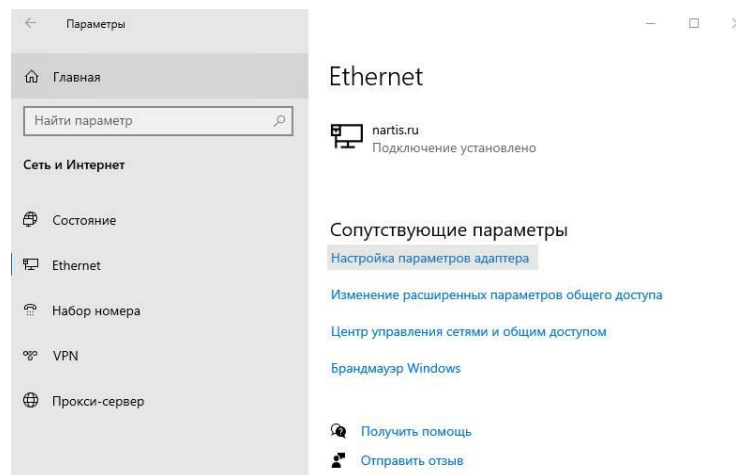 Параметры
Главная
Найти параметр
Сеть и Интернет
Состояние
Ethernet
Набор номера
VPN
Прокси-сервер
Ethernet
nartis.ru
Подключение установлено
Сопутствующие параметры
Настройка параметров адаптера
Изменение расширенных параметров общего доступа
Центр управления сетями и общим доступом
Брандмауэр Windows
Получить помощь
Отправить отзыв